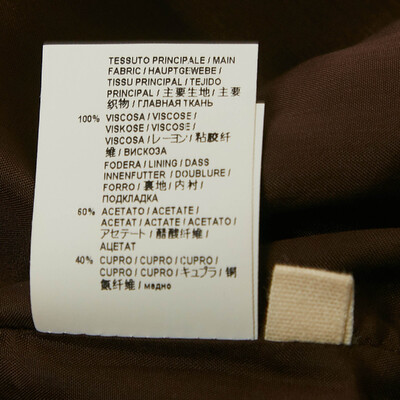 TESSUTO PRINCIPALE / MAIN
FABRIC / HAUPTGEWEBE /
TISSU PRINCIPAL / TEJIDO
PRINCIPAL / 主要生地 / 主要
织物 / ГЛАВНАЯ ТКАНЬ
100% VISCOSA / VISCOSE /
VISKOSE / VISCOSE /
VISCOSA / レーヨン / 粘胶纤
维 / ВИСКОЗА
FODERA / LINING / DASS
INNENFUTTER / DOUBLURE /
FORRO / 裏地 / 内衬 /
ПОДКЛАДКА
60% ACETATO / ACETATE /
ACETAT / ACTATE / ACETATO /
アセテート / 醋酸纤维 /
АЦЕТАТ
40% CUPRO / CUPRO / CUPRO /
CUPRO / CUPRO / キュプラ / 铜
氨纤维 / медно